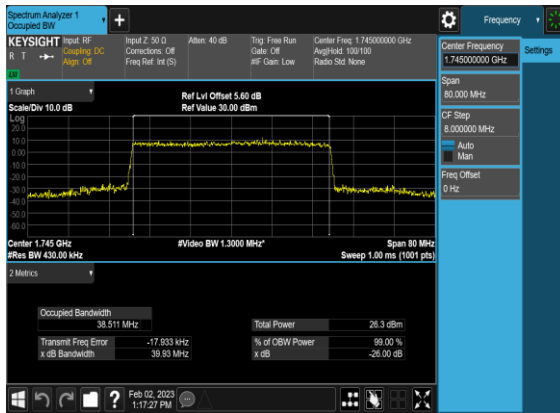 Spectrum Analyzer 1
Occupied BW
+
Frequency
KEYSIGHT
R T
LV
Input: RF
Coupling: DC
Align: Off
Input Z: 50 Ω
Corrections: Off
Freq Ref: Int (S)
Atten: 40 dB
Trig: Free Run
Gate: Off
#IF Gain: Low
Center Freq: 1.745000000 GHz
Avg|Hold: 100/100
Radio Std: None
1 Graph
Scale/Div 10.0 dB
Ref Lvl Offset 5.60 dB
Ref Value 30.00 dBm
Log
20.0
10.0
0.00
-10.0
-20.0
-30.0
-40.0
-50.0
-60.0
Center 1.745 GHz
#Res BW 430.00 kHz
#Video BW 1.3000 MHz*
Span 80 MHz
Sweep 1.00 ms (1001 pts)
2 Metrics
Occupied Bandwidth
38.511 MHz
Total Power 26.3 dBm
Transmit Freq Error -17.933 kHz
% of OBW Power 99.00 %
x dB Bandwidth 39.93 MHz
x dB -26.00 dB
Center Frequency
1.745000000 GHz
Settings
Span
80.000 MHz
CF Step
8.000000 MHz
Auto
Man
Freq Offset
0 Hz
?
Feb 02, 2023
1:17:27 PM